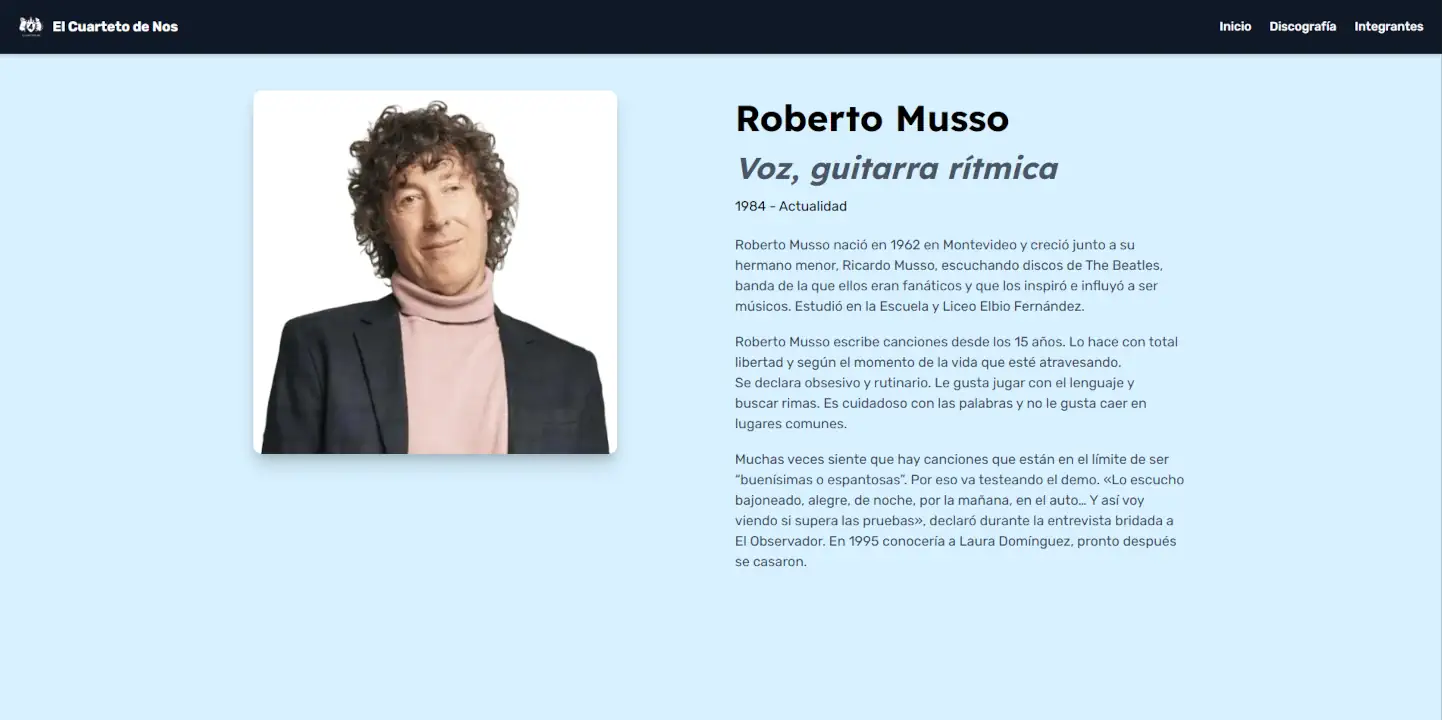 El Cuarteto de Nos
Inicio Discografía Integrantes
Roberto Musso
Voz, guitarra rítmica
1984 - Actualidad
Roberto Musso nació en 1962 en Montevideo y creció junto a su
hermano menor, Ricardo Musso, escuchando discos de The Beatles,
banda de la que ellos eran fanáticos y que los inspiró e influyó a ser
músicos. Estudió en la Escuela y Liceo Elbio Fernández.
Roberto Musso escribe canciones desde los 15 años. Lo hace con total
libertad y según el momento de la vida que esté atravesando.
Se declara obsesivo y rutinario. Le gusta jugar con el lenguaje y
buscar rimas. Es cuidadoso con las palabras y no le gusta caer en
lugares comunes.
Muchas veces siente que hay canciones que están en el límite de ser
“buenísimas o espantosas”. Por eso va testeando el demo. «Lo escucho
bajoneado, alegre, de noche, por la mañana, en el auto… Y así voy
viendo si supera las pruebas», declaró durante la entrevista bridada a
El Observador. En 1995 conocería a Laura Domínguez, pronto después
se casaron.